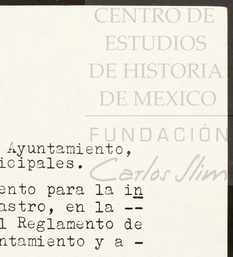 CENTRO DE
ESTUDIOS
DE HISTORIA
DE MEXICO
FUNDACIÓN
Carlos Slim
Ayuntamiento,
icipales.
ento para la in
astro, en la --
l Reglamento de
ntamiento y a -